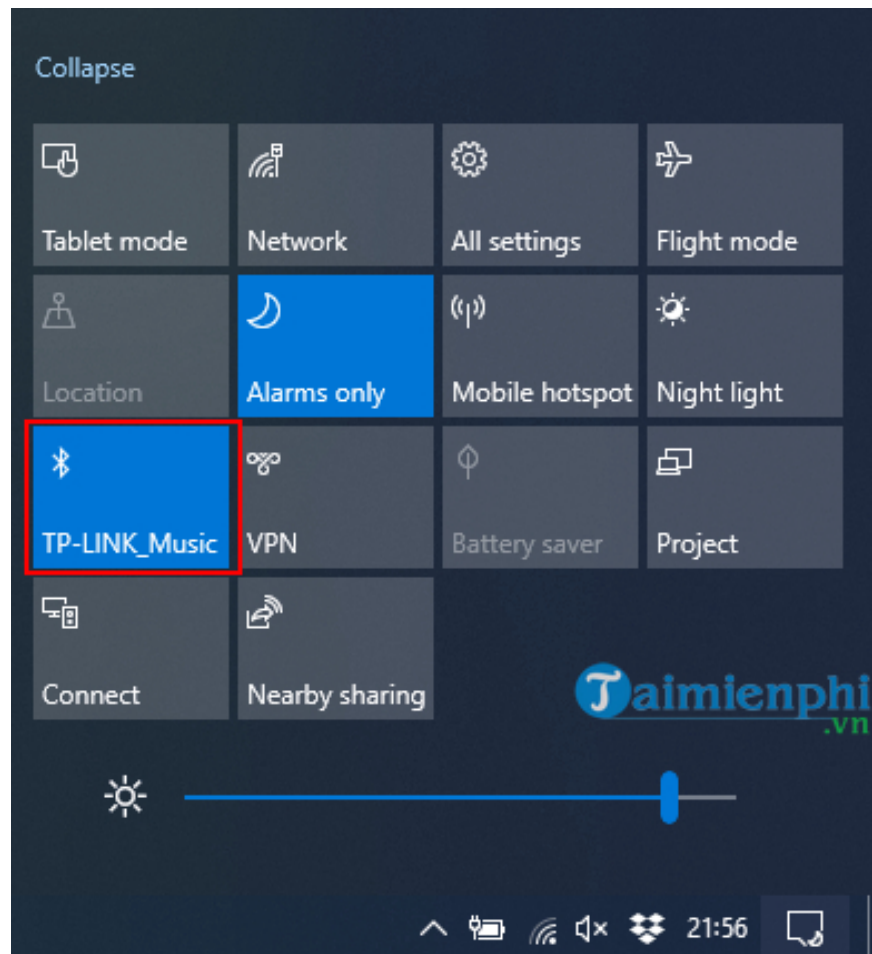 Collapse
Tablet mode
Network
All settings
Flight mode
Location
Alarms only
Mobile hotspot
Night light
TP-LINK_Music
VPN
Battery saver
Project
Connect
Nearby sharing
Taimienphi
.vn
21:56